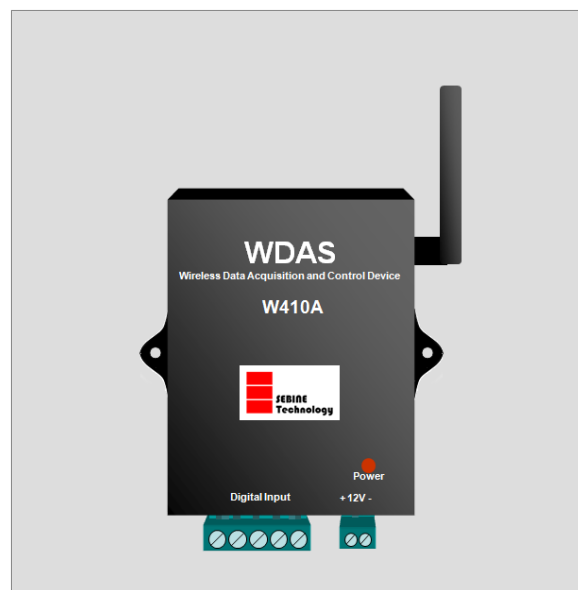 WDAS
Wireless Data Acquisition and Control Device
W410A
SEBINE
Technology
Power
Digital Input
+ 12V -